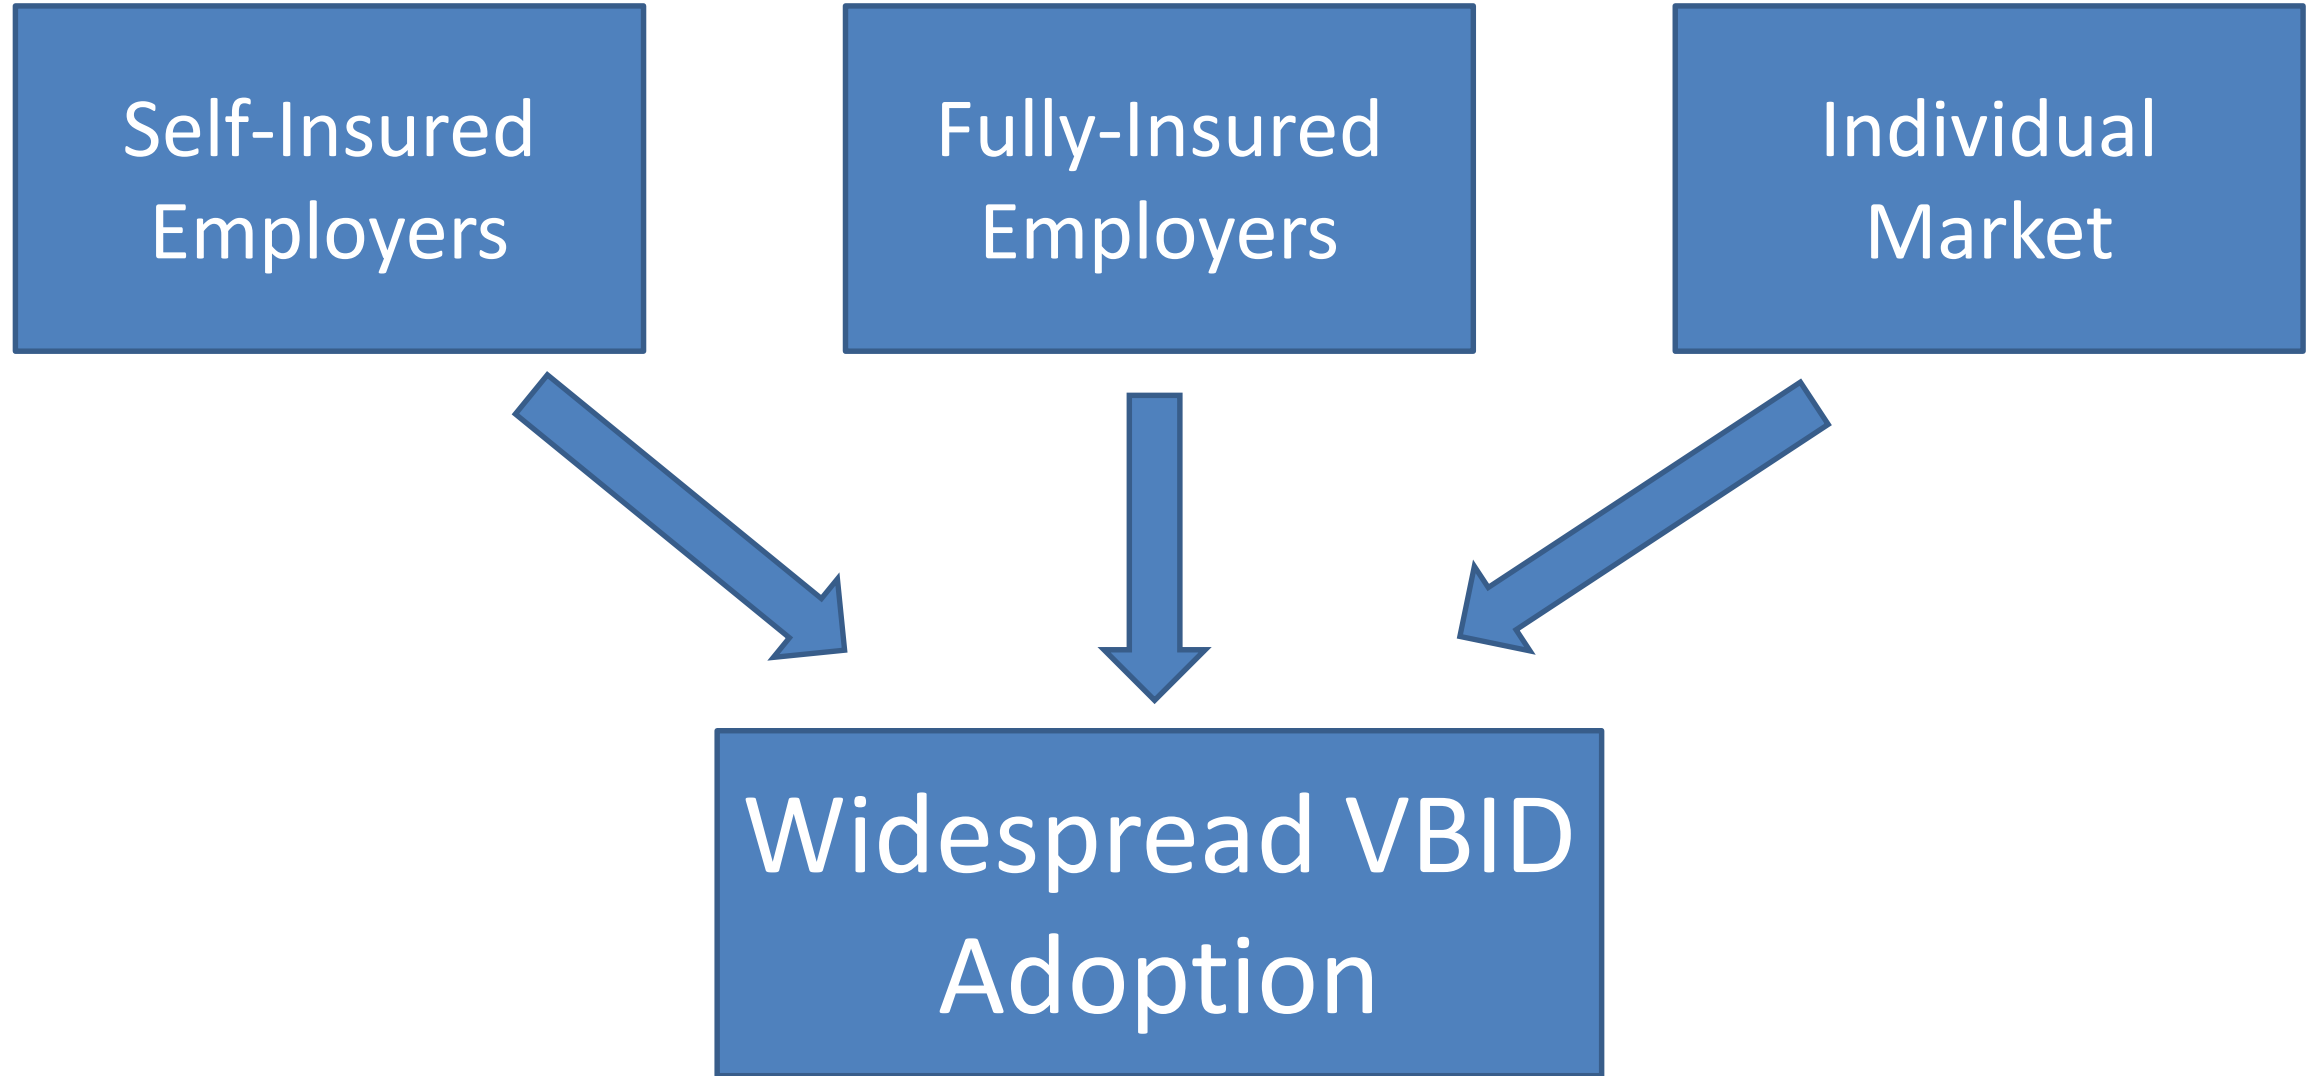 Self-Insured
Employers
Fully-Insured
Employers
Individual
Market
Widespread VBID
Adoption